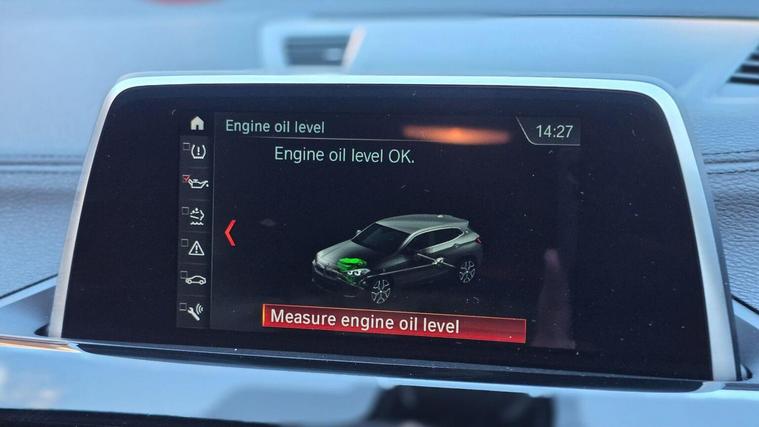 Engine oil level
14:27
Engine oil level OK.
Measure engine oil level